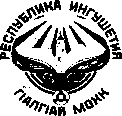 РЕСПУБЛИКА ИНГУШЕТИЯ
ГIАЛГIАЙ МОХК